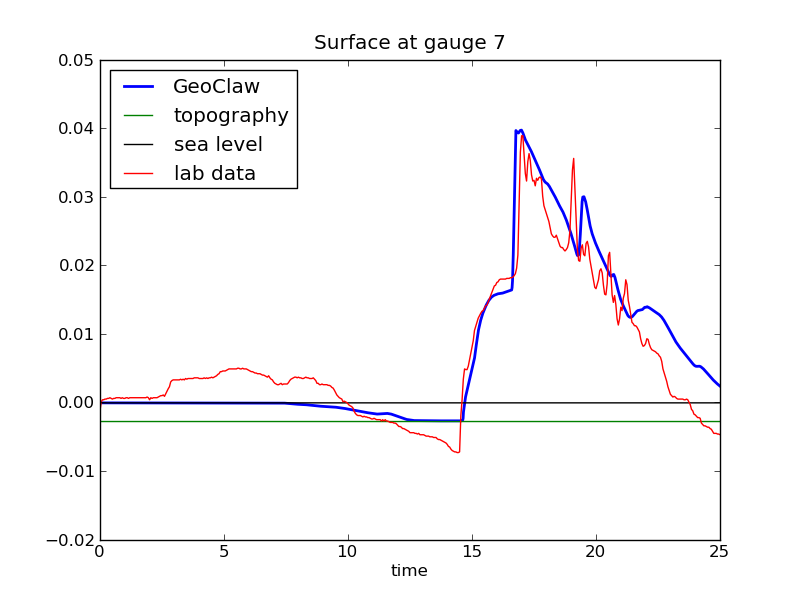 Surface at gauge 7
0.05
0.04
0.03
0.02
0.01
0.00
−0.01
−0.02
GeoClaw
topography
sea level
lab data
0 5 10 15 20 25
time